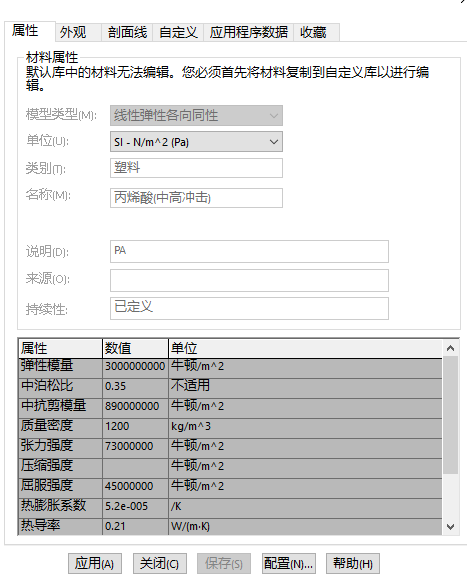 属性 外观 剖面线 自定义 应用程序数据 收藏
材料属性
默认库中的材料无法编辑。您必须首先将材料复制到自定义库以进行编
辑。
模型类型(M): 线性弹性各向同性
单位(U): SI - N/m^2 (Pa)
类别(T): 塑料
名称(M): 丙烯酸(中高冲击)
说明(D): PA
来源(O):
持续性: 已定义
属性 数值 单位
弹性模量 3000000000 牛顿/m^2
中泊松比 0.35 不适用
中抗剪模量 890000000 牛顿/m^2
质量密度 1200 kg/m^3
张力强度 73000000 牛顿/m^2
压缩强度 牛顿/m^2
屈服强度 45000000 牛顿/m^2
热膨胀系数 5.2e-005 /K
热导率 0.21 W/(m·K)
应用(A) 关闭(C) 保存(S) 配置(N)... 帮助(H)